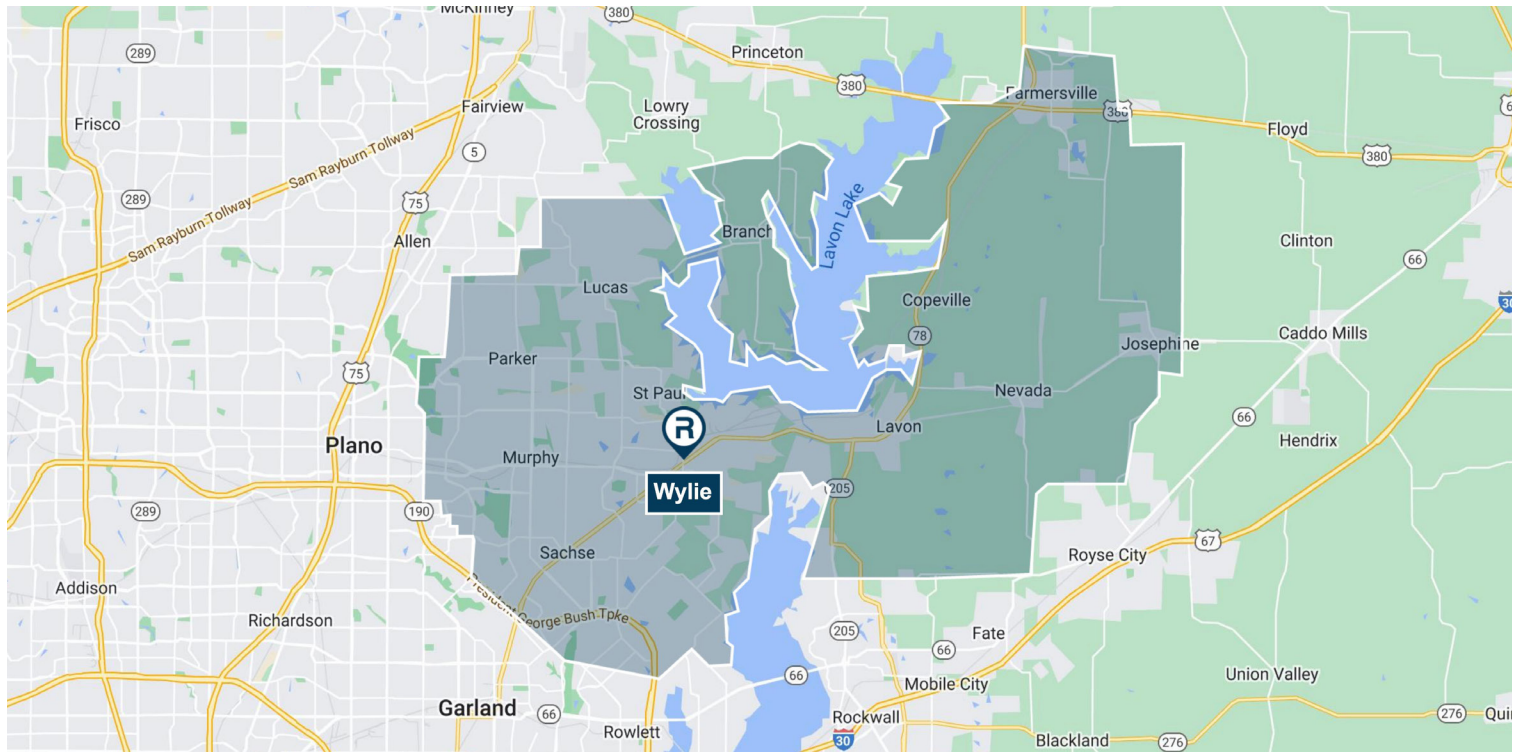 McKinney
380
289
Princeton
380
Farmersville
380
Frisco
Fairview
Lowry
Crossing
Floyd
380
5
Sam Rayburn Tollway
289
75
Sam Rayburn Tollway
Allen
Branch
Lavon Lake
Clinton
66
Lucas
Copeville
30
78
Caddo Mills
Parker
Josephine
75
St Paul
Nevada
66
R
Lavon
Hendrix
Plano
Murphy
Wylie
205
289
190
67
Sachse
Royse City
Addison
President George Bush Tpke
Richardson
205
Fate
66
66
Union Valley
Mobile City
Garland
66
Rockwall
276
Rowlett
30
Blackland
276